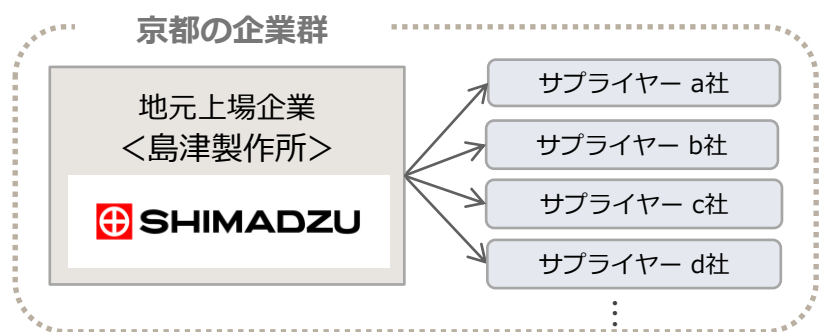 京都の企業群
地元上場企業
＜島津製作所＞
SHIMADZU
サプライヤー a社
サプライヤー b社
サプライヤー c社
サプライヤー d社
⋮